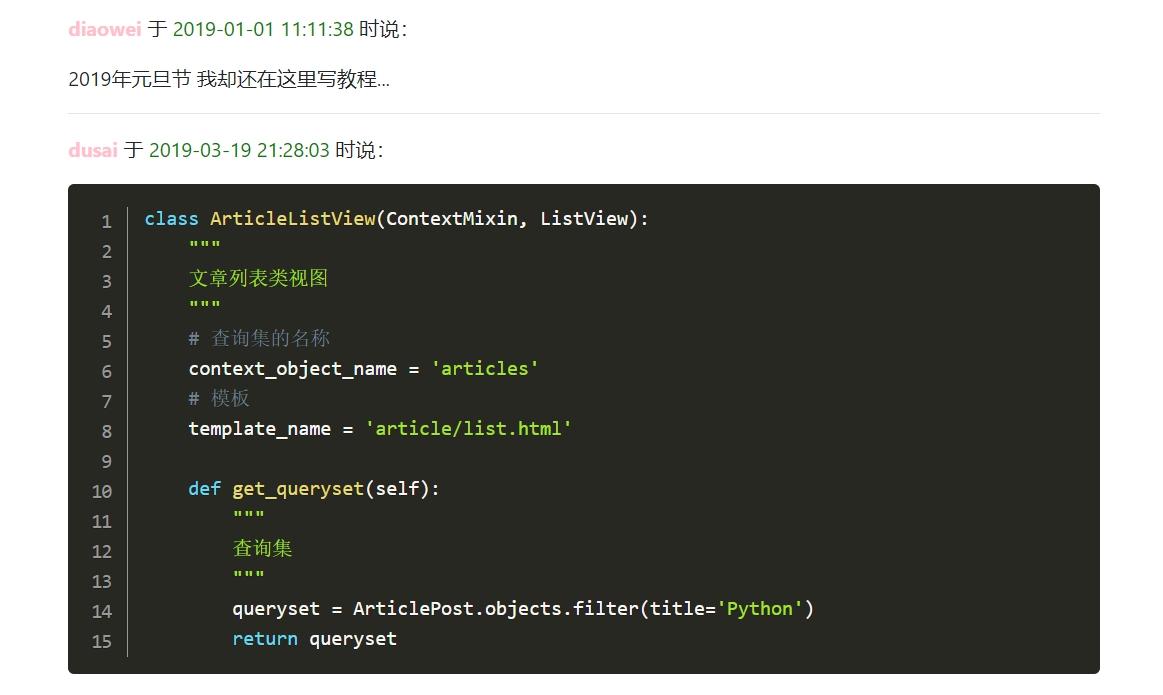 diaowei 于 2019-01-01 11:11:38 时说：
2019年元旦节 我却还在这里写教程...
dusai 于 2019-03-19 21:28:03 时说：
1 class ArticleListView(ContextMixin, ListView):
2     """
3     文章列表类视图
4     """
5     # 查询集的名称
6     context_object_name = 'articles'
7     # 模板
8     template_name = 'article/list.html'
9
10     def get_queryset(self):
11         """
12         查询集
13         """
14         queryset = ArticlePost.objects.filter(title='Python')
15         return queryset